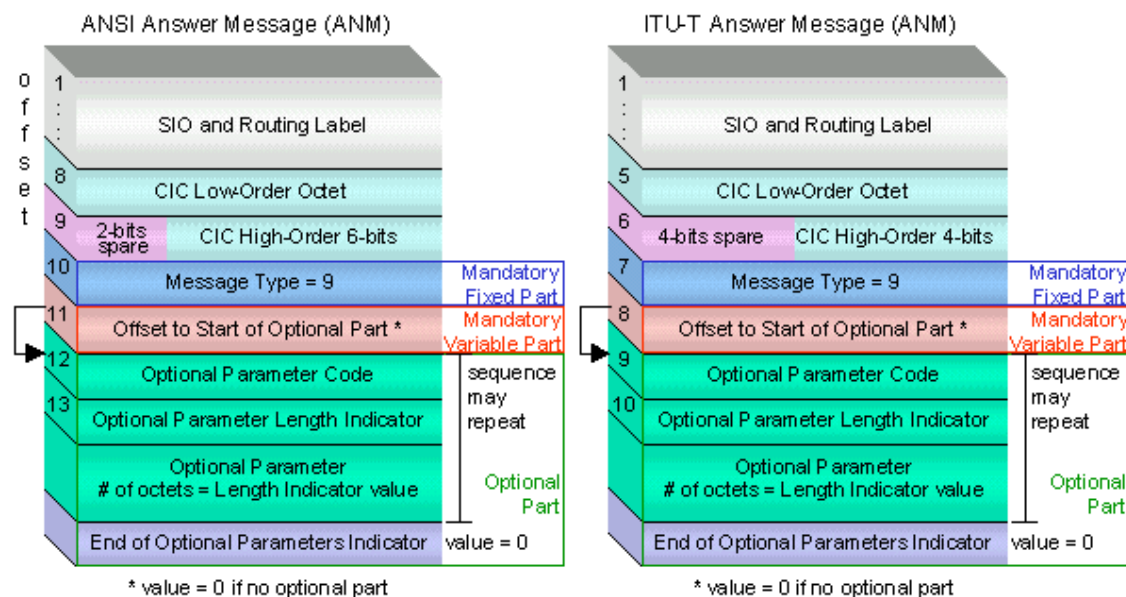 ANSI Answer Message (ANM)
offset
1
:
:
SIO and Routing Label
8
CIC Low-Order Octet
9
2-bits
spare
CIC High-Order 6-bits
10
Message Type = 9
Mandatory
Fixed Part
11
Offset to Start of Optional Part *
Mandatory
Variable Part
12
Optional Parameter Code
13
Optional Parameter Length Indicator
sequence
may
repeat
Optional Parameter
# of octets = Length Indicator value
Optional
Part
End of Optional Parameters Indicator
value = 0
* value = 0 if no optional part
ITU-T Answer Message (ANM)
1
:
:
SIO and Routing Label
5
CIC Low-Order Octet
6
4-bits spare
CIC High-Order 4-bits
7
Message Type = 9
Mandatory
Fixed Part
8
Offset to Start of Optional Part *
Mandatory
Variable Part
9
Optional Parameter Code
10
Optional Parameter Length Indicator
sequence
may
repeat
Optional Parameter
# of octets = Length Indicator value
Optional
Part
End of Optional Parameters Indicator
value = 0
* value = 0 if no optional part